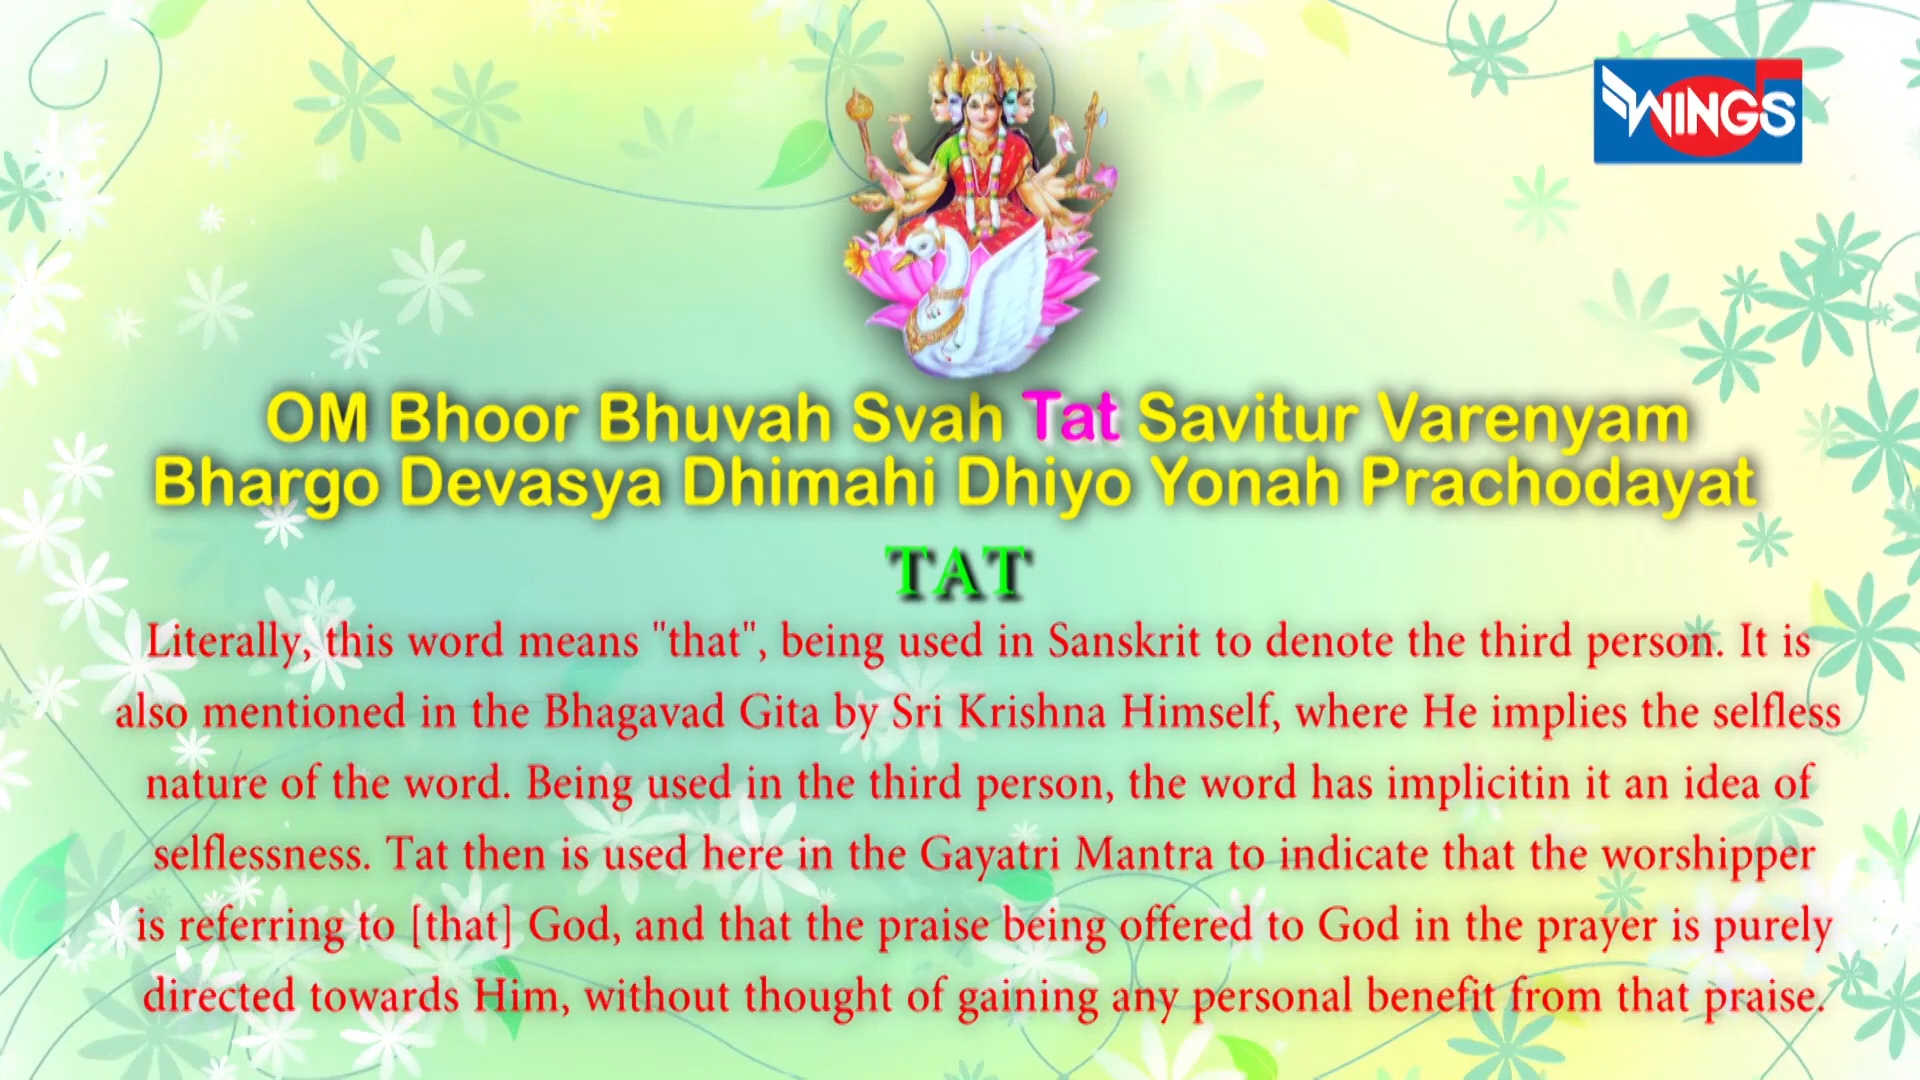 WINGS
OM Bhoor Bhuvah Svah Tat Savitur Varenyam
Bhargo Devasya Dhimahi Dhiyo Yonah Prachodayat
TAT
Literally, this word means "that", being used in Sanskrit to denote the third person. It is
also mentioned in the Bhagavad Gita by Sri Krishna Himself, where He implies the selfless
nature of the word. Being used in the third person, the word has implicitin it an idea of
selflessness. Tat then is used here in the Gayatri Mantra to indicate that the worshipper
is referring to [that] God, and that the praise being offered to God in the prayer is purely
directed towards Him, without thought of gaining any personal benefit from that praise.